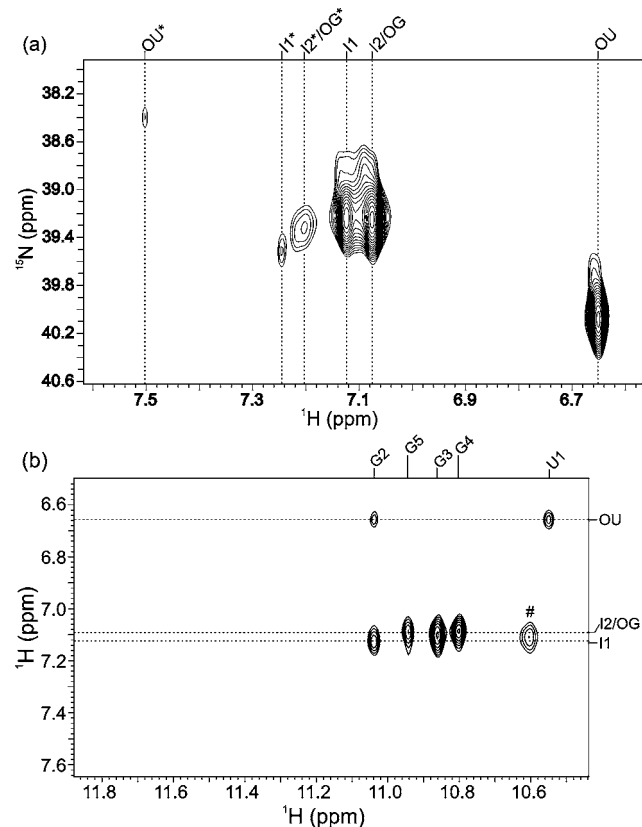 (a)
OU* I1* I2*/OG* I1 I2/OG OU
38.2
38.6
39.0
39.4
39.8
40.2
40.6
¹⁵N (ppm)
7.5 7.3 7.1 6.9 6.7
¹H (ppm)
(b)
G2 G5 G3 G4 U1
6.6
6.8
7.0
7.2
7.4
7.6
¹H (ppm)
OU
#
I2/OG
I1
11.8 11.6 11.4 11.2 11.0 10.8 10.6
¹H (ppm)